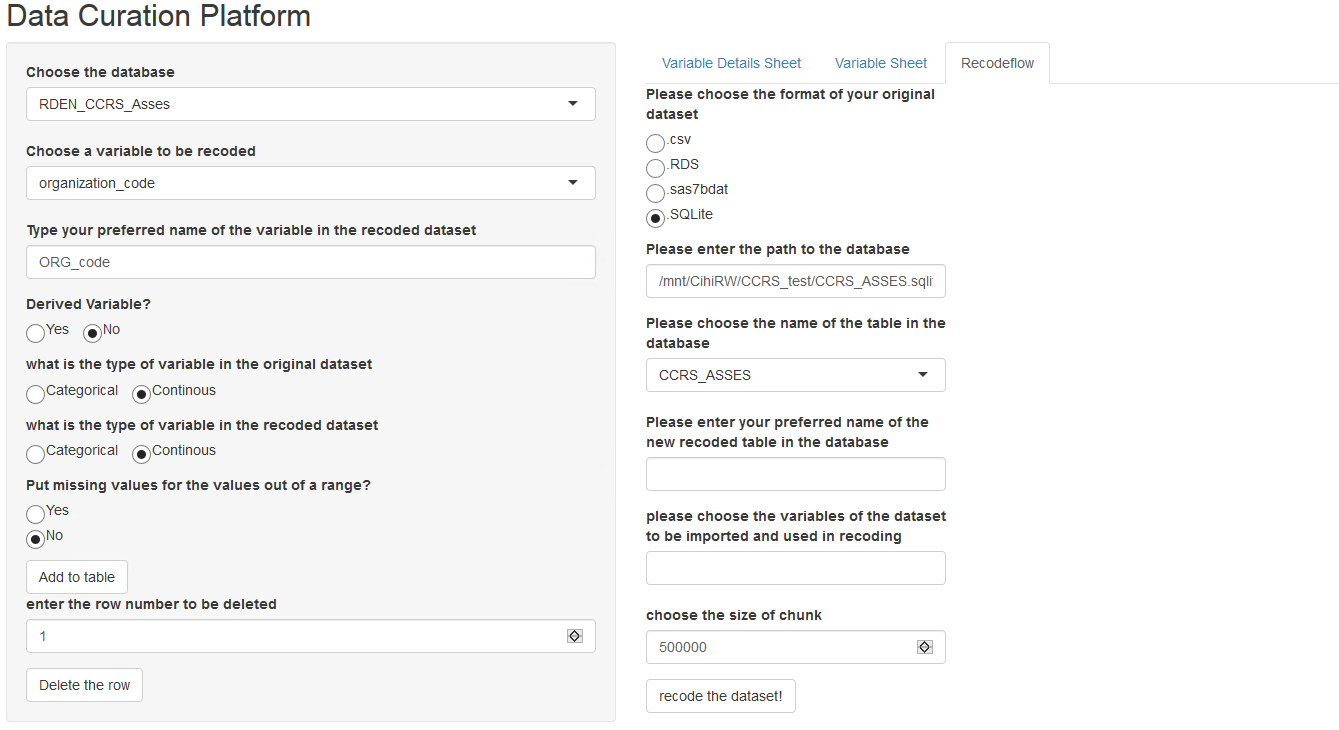 Data Curation Platform
Choose the database
RDEN_CCRS_Asses
Choose a variable to be recoded
organization_code
Type your preferred name of the variable in the recoded dataset
ORG_code
Derived Variable?
Yes No
what is the type of variable in the original dataset
Categorical Continous
what is the type of variable in the recoded dataset
Categorical Continous
Put missing values for the values out of a range?
Yes
No
Add to table
enter the row number to be deleted
1
Delete the row
Variable Details Sheet Variable Sheet Recodeflow
Please choose the format of your original
dataset
.csv
.RDS
.sas7bdat
.SQLite
Please enter the path to the database
/mnt/CihiRW/CCRS_test/CCRS_ASSES.sqli
Please choose the name of the table in the
database
CCRS_ASSES
Please enter your preferred name of the
new recoded table in the database
please choose the variables of the dataset
to be imported and used in recoding
choose the size of chunk
500000
recode the dataset!